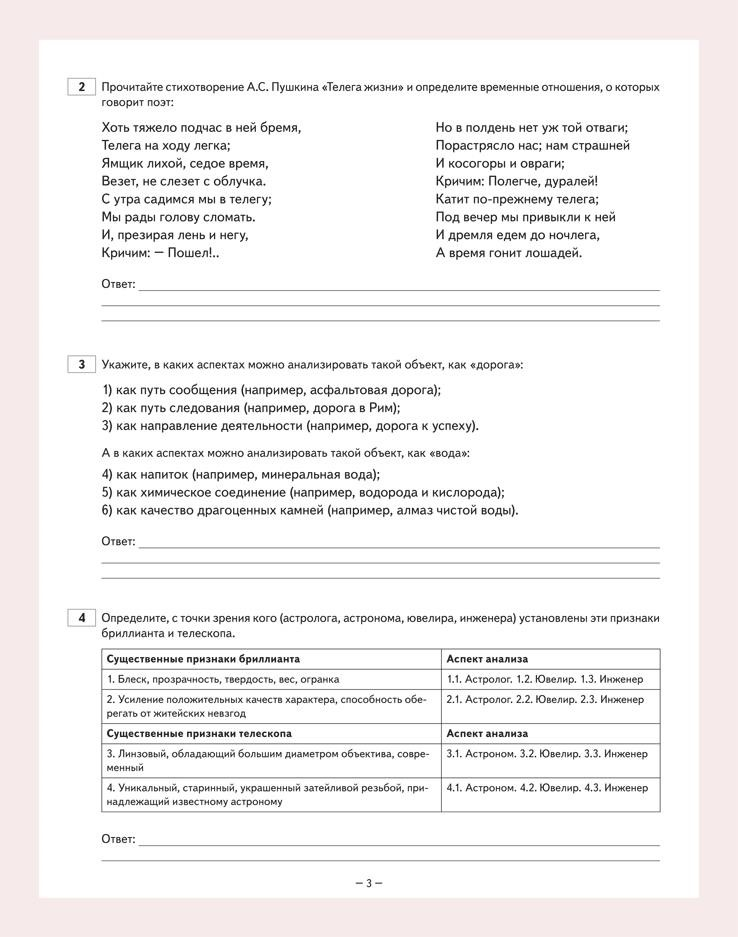 2 Прочитайте стихотворение А.С. Пушкина «Телега жизни» и определите временные отношения, о которых
говорит поэт:
Хоть тяжело подчас в ней бремя,
Телега на ходу легка;
Ямщик лихой, седое время,
Везет, не слезет с облучка.
С утра садимся мы в телегу;
Мы рады голову сломать.
И, презирая лень и негу,
Кричим: — Пошел!..
Но в полдень нет уж той отваги;
Порастрясло нас; нам страшней
И косогоры и овраги;
Кричим: Полегче, дуралей!
Катит по-прежнему телега;
Под вечер мы привыкли к ней
И дремля едем до ночлега,
А время гонит лошадей.
Ответ:
3 Укажите, в каких аспектах можно анализировать такой объект, как «дорога»:
1) как путь сообщения (например, асфальтовая дорога);
2) как путь следования (например, дорога в Рим);
3) как направление деятельности (например, дорога к успеху).
А в каких аспектах можно анализировать такой объект, как «вода»:
4) как напиток (например, минеральная вода);
5) как химическое соединение (например, водорода и кислорода);
6) как качество драгоценных камней (например, алмаз чистой воды).
Ответ:
4 Определите, с точки зрения кого (астролога, астронома, ювелира, инженера) установлены эти признаки
бриллианта и телескопа.
Существенные признаки бриллианта Аспект анализа
1. Блеск, прозрачность, твердость, вес, огранка 1.1. Астролог. 1.2. Ювелир. 1.3. Инженер
2. Усиление положительных качеств характера, способность обе- 2.1. Астролог. 2.2. Ювелир. 2.3. Инженер
регать от житейских невзгод
Существенные признаки телескопа Аспект анализа
3. Линзовый, обладающий большим диаметром объектива, совре- 3.1. Астроном. 3.2. Ювелир. 3.3. Инженер
менный
4. Уникальный, старинный, украшенный затейливой резьбой, при- 4.1. Астроном. 4.2. Ювелир. 4.3. Инженер
надлежащий известному астроному
Ответ:
— 3 —